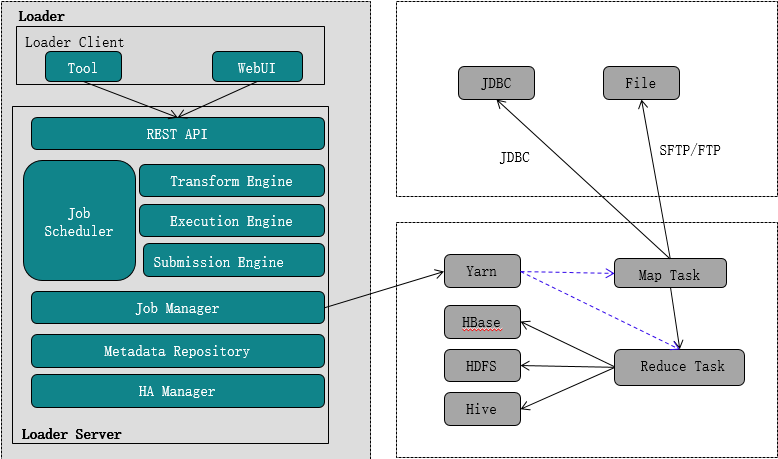 Loader
Loader Client
Tool
WebUI
REST API
Job
Scheduler
Transform Engine
Execution Engine
Submission Engine
Job Manager
Metadata Repository
HA Manager
Loader Server
JDBC
File
JDBC
SFTP/FTP
Yarn
Map Task
HBase
HDFS
Reduce Task
Hive